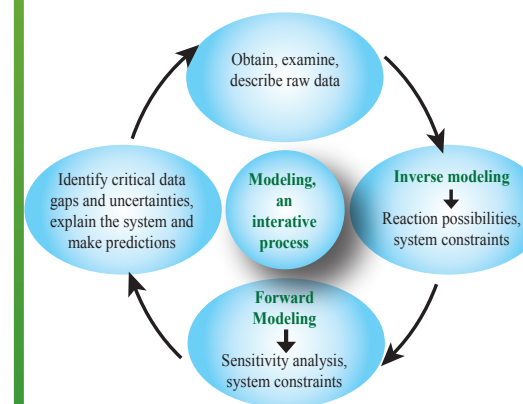 Obtain, examine,
describe raw data
Inverse modeling
Reaction possibilities,
system constraints
Forward
Modeling
Sensitivity analysis,
system constraints
Identify critical data
gaps and uncertainties,
explain the system and
make predictions
Modeling,
an
interative
process